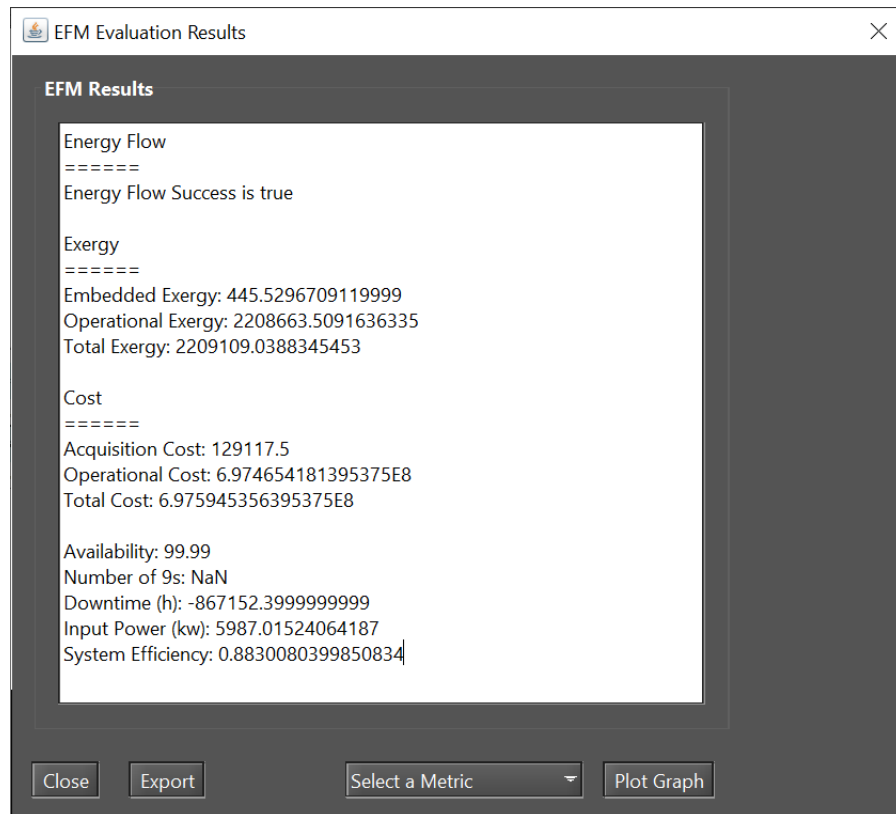 EFM Evaluation Results
EFM Results
Energy Flow
======
Energy Flow Success is true
Exergy
======
Embedded Exergy: 445.5296709119999
Operational Exergy: 2208663.5091636335
Total Exergy: 2209109.0388345453
Cost
======
Acquisition Cost: 129117.5
Operational Cost: 6.974654181395375E8
Total Cost: 6.975945356395375E8
Availability: 99.99
Number of 9s: NaN
Downtime (h): -867152.3999999999
Input Power (kw): 5987.01524064187
System Efficiency: 0.8830080399850834
Close Export Select a Metric Plot Graph